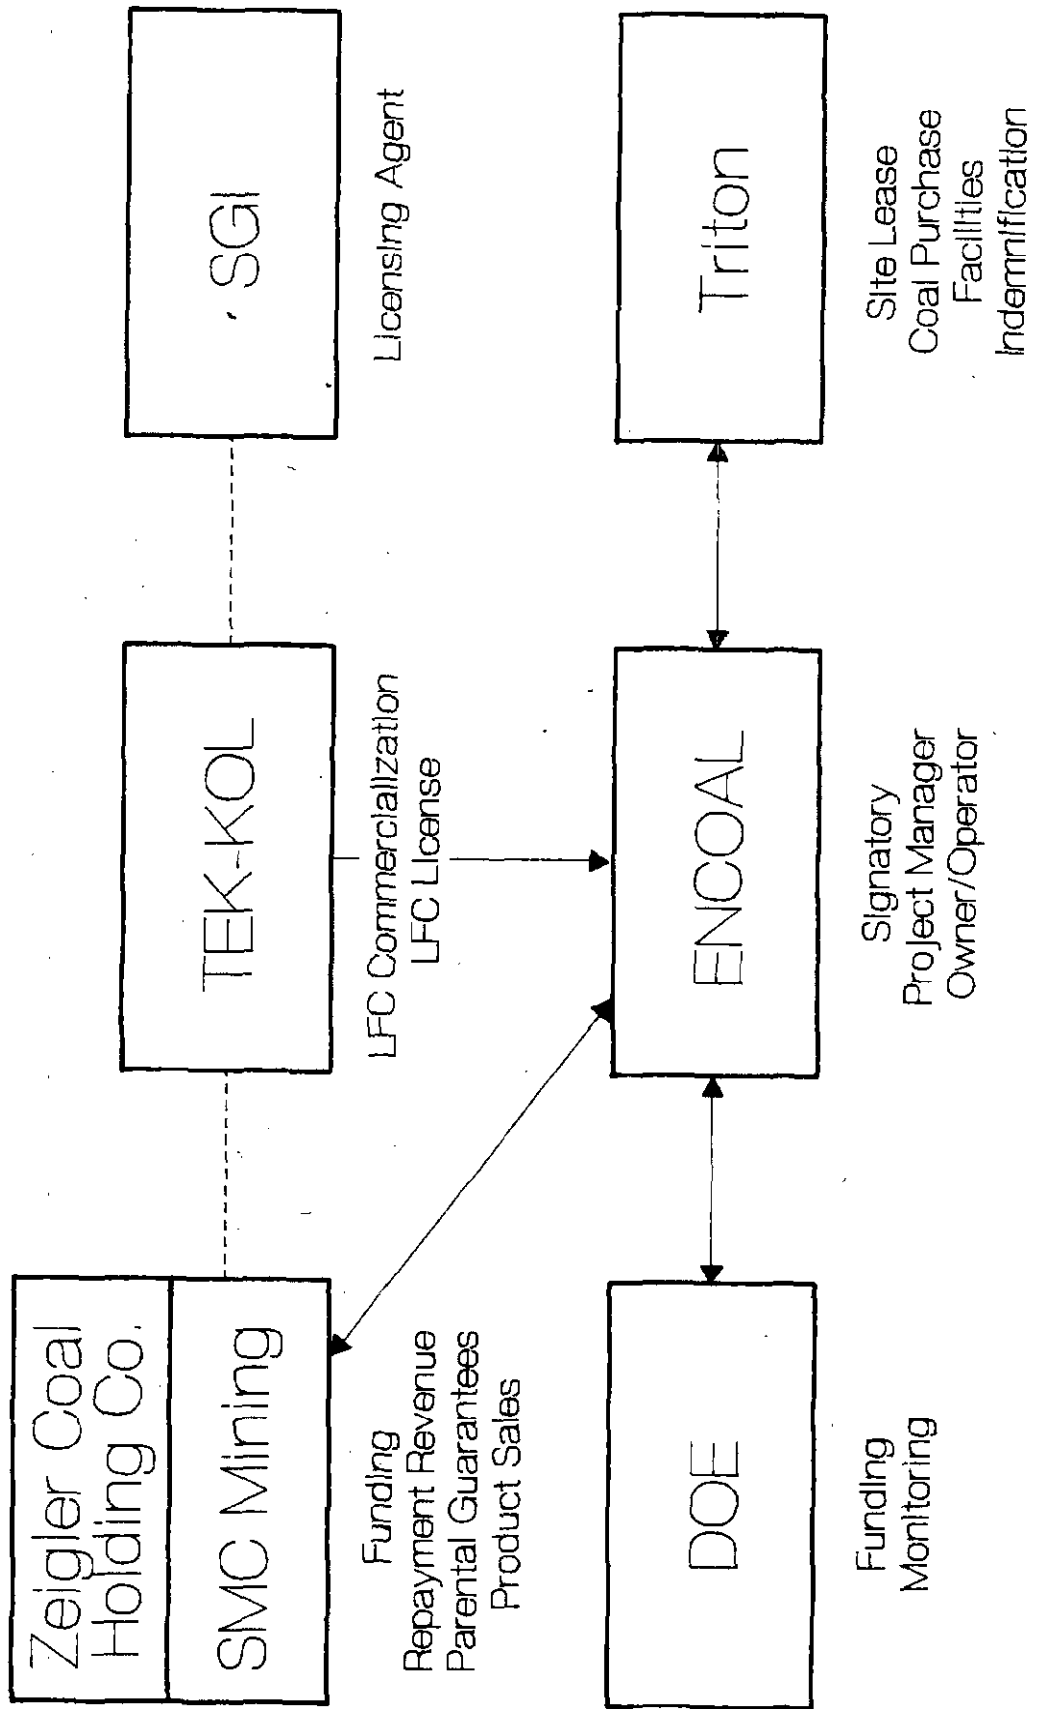 Zeigler Coal
Holding Co.
SMC Mining
Funding
Repayment Revenue
Parental Guarantees
Product Sales
TEK-KOL
LFC Commercialization
LFC License
SGI
Licensing Agent
DOE
Funding
Monitoring
ENCOAL
Signatory
Project Manager
Owner/Operator
Triton
Site Lease
Coal Purchase
Facilities
Indemnification